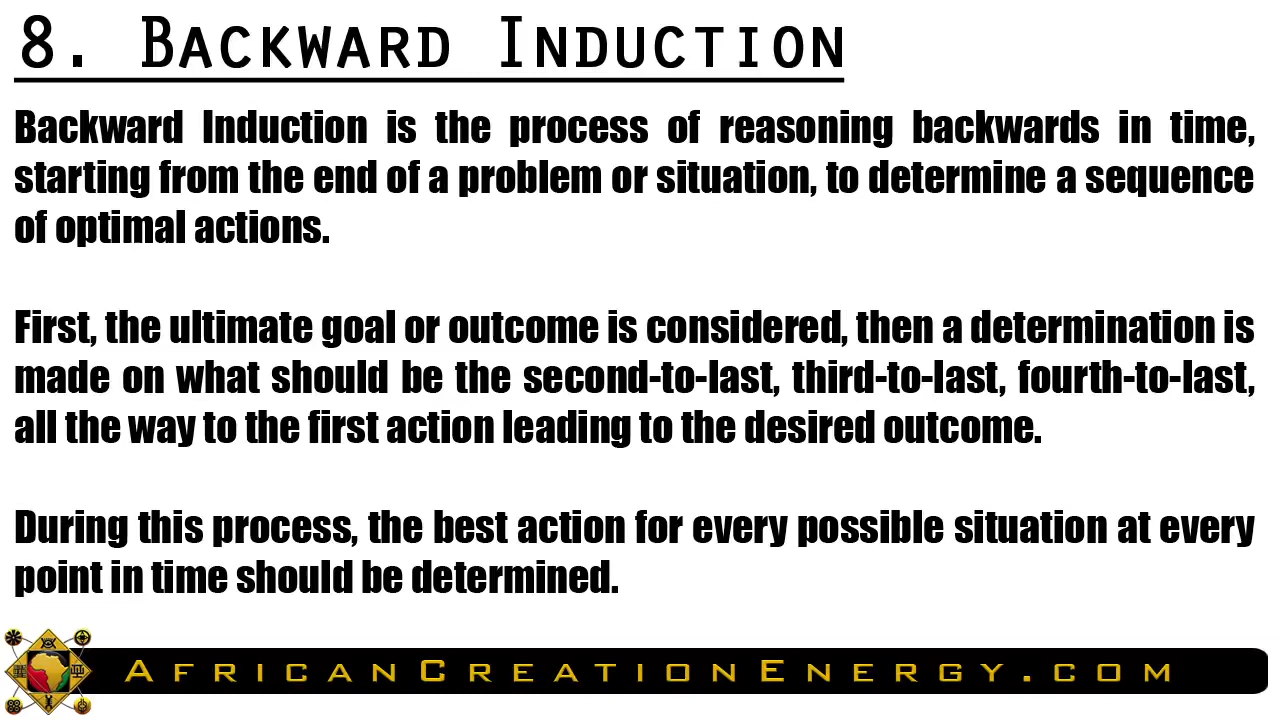 8. BACKWARD INDUCTION
Backward Induction is the process of reasoning backwards in time,
starting from the end of a problem or situation, to determine a sequence
of optimal actions.
First, the ultimate goal or outcome is considered, then a determination is
made on what should be the second-to-last, third-to-last, fourth-to-last,
all the way to the first action leading to the desired outcome.
During this process, the best action for every possible situation at every
point in time should be determined.
AFRICANCREATIONENERGY.COM